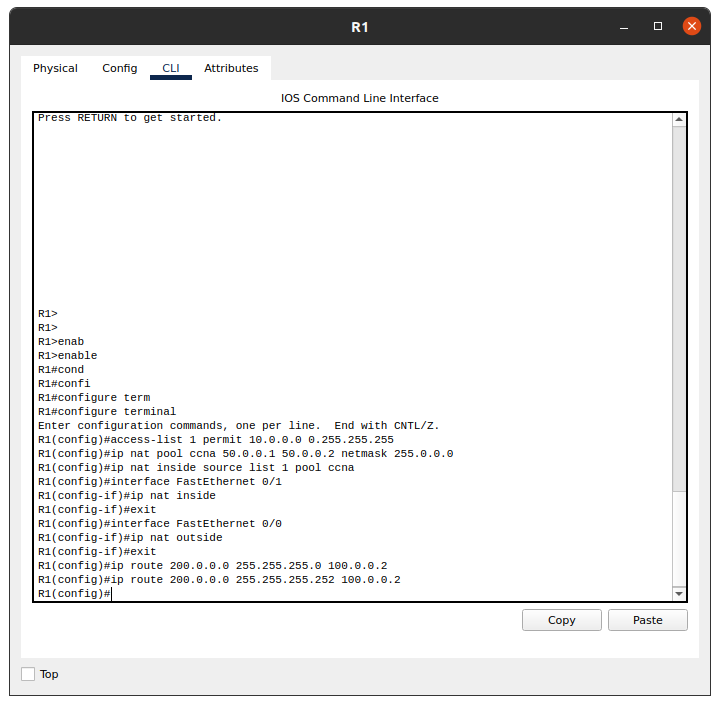 R1
Physical Config CLI Attributes
IOS Command Line Interface
Press RETURN to get started.
R1>
R1>
R1>enab
R1>enable
R1#cond
R1#confi
R1#configure term
R1#configure terminal
Enter configuration commands, one per line.  End with CNTL/Z.
R1(config)#access-list 1 permit 10.0.0.0 0.255.255.255
R1(config)#ip nat pool ccna 50.0.0.1 50.0.0.2 netmask 255.0.0.0
R1(config)#ip nat inside source list 1 pool ccna
R1(config)#interface FastEthernet 0/1
R1(config-if)#ip nat inside
R1(config-if)#exit
R1(config)#interface FastEthernet 0/0
R1(config-if)#ip nat outside
R1(config-if)#exit
R1(config)#ip route 200.0.0.0 255.255.255.0 100.0.0.2
R1(config)#ip route 200.0.0.0 255.255.255.252 100.0.0.2
R1(config)#
Copy Paste
Top